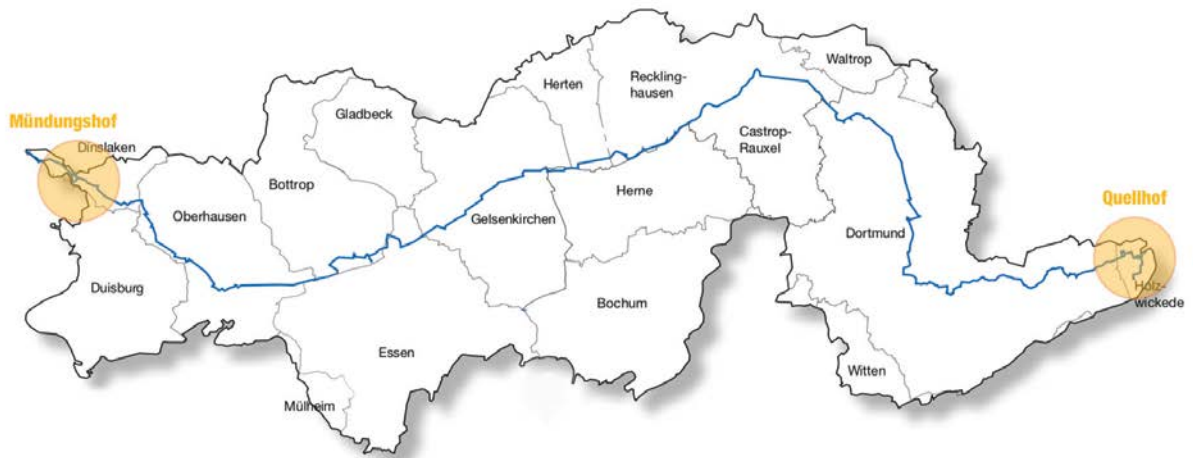 Waltrop
Herten
Reckling-
hausen
Gladbeck
Mündungshof
Dinslaken
Castrop-
Rauxel
Bottrop
Herne
Quellhof
Oberhausen
Gelsenkirchen
Dortmund
Duisburg
Bochum
Holz-
wickede
Essen
Witten
Mülheim